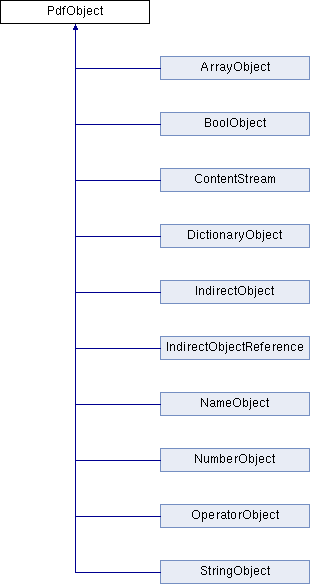 PdfObject
ArrayObject
BoolObject
ContentStream
DictionaryObject
IndirectObject
IndirectObjectReference
NameObject
NumberObject
OperatorObject
StringObject